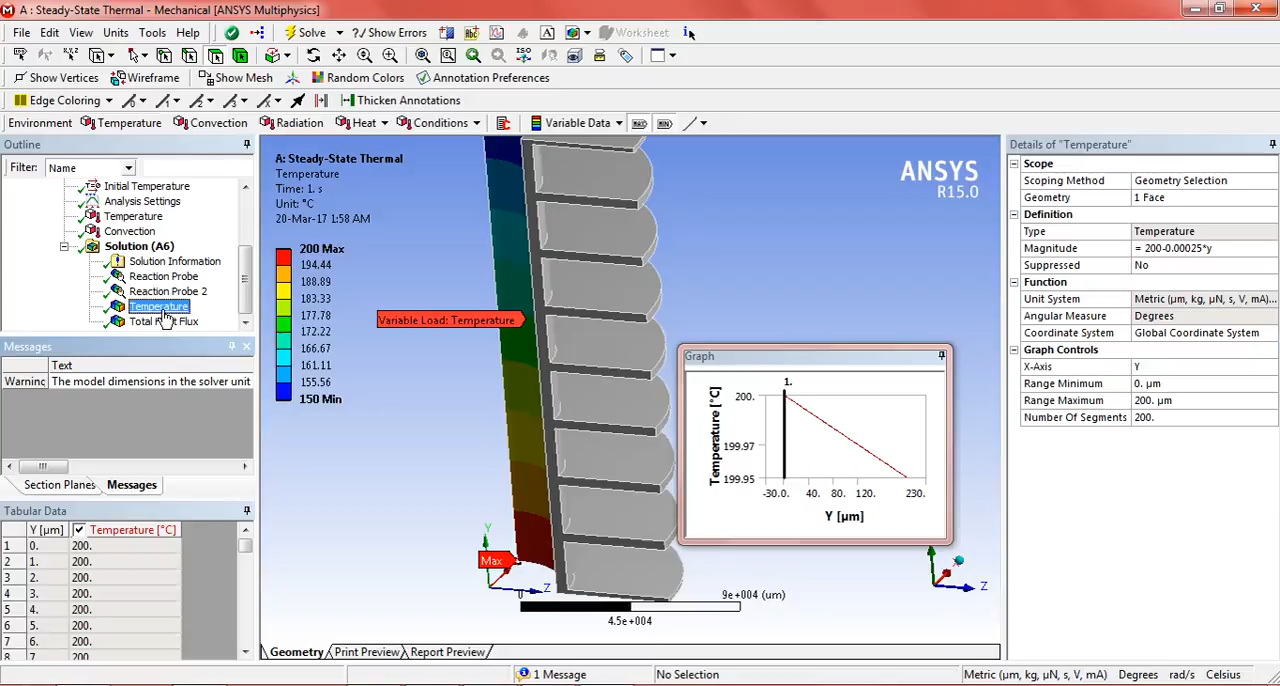 A : Steady-State Thermal - Mechanical [ANSYS Multiphysics]
File Edit View Units Tools Help Solve ?/ Show Errors Worksheet
Show Vertices Wireframe Show Mesh Random Colors Annotation Preferences
Edge Coloring Thicken Annotations
Environment Temperature Convection Radiation Heat Conditions Variable Data MAX MIN
Outline
Filter: Name
Initial Temperature
Analysis Settings
Temperature
Convection
Solution (A6)
Solution Information
Reaction Probe
Reaction Probe 2
Temperature
Messages
Text
Warning The model dimensions in the solver unit
Section Planes Messages
Tabular Data
Y [µm] Temperature [°C]
1 0. 200.
2 1. 200.
3 2. 200.
4 3. 200.
5 4. 200.
6 5. 200.
7 6. 200.
8 7. 200.
A: Steady-State Thermal
Temperature
Time: 1. s
Unit: °C
20-Mar-17 1:58 AM
200 Max
194.44
188.89
183.33
177.78
172.22
166.67
161.11
155.56
150 Min
Variable Load: Temperature
Max
Y
Z
ANSYS
R15.0
Graph
1.
Temperature [°C]
200.
199.97
199.95
-30.0. 40. 80. 120. 230.
Y [µm]
Z
0 9e+004 (um)
4.5e+004
Geometry Print Preview Report Preview
Details of "Temperature"
Scope
Scoping Method Geometry Selection
Geometry 1 Face
Definition
Type Temperature
Magnitude = 200-0.00025*y
Suppressed No
Function
Unit System Metric (µm, kg, µN, s, V, mA)...
Angular Measure Degrees
Coordinate System Global Coordinate System
Graph Controls
X-Axis Y
Range Minimum 0. µm
Range Maximum 200. µm
Number Of Segments 200.
1 Message No Selection Metric (µm, kg, µN, s, V, mA) Degrees rad/s Celsius